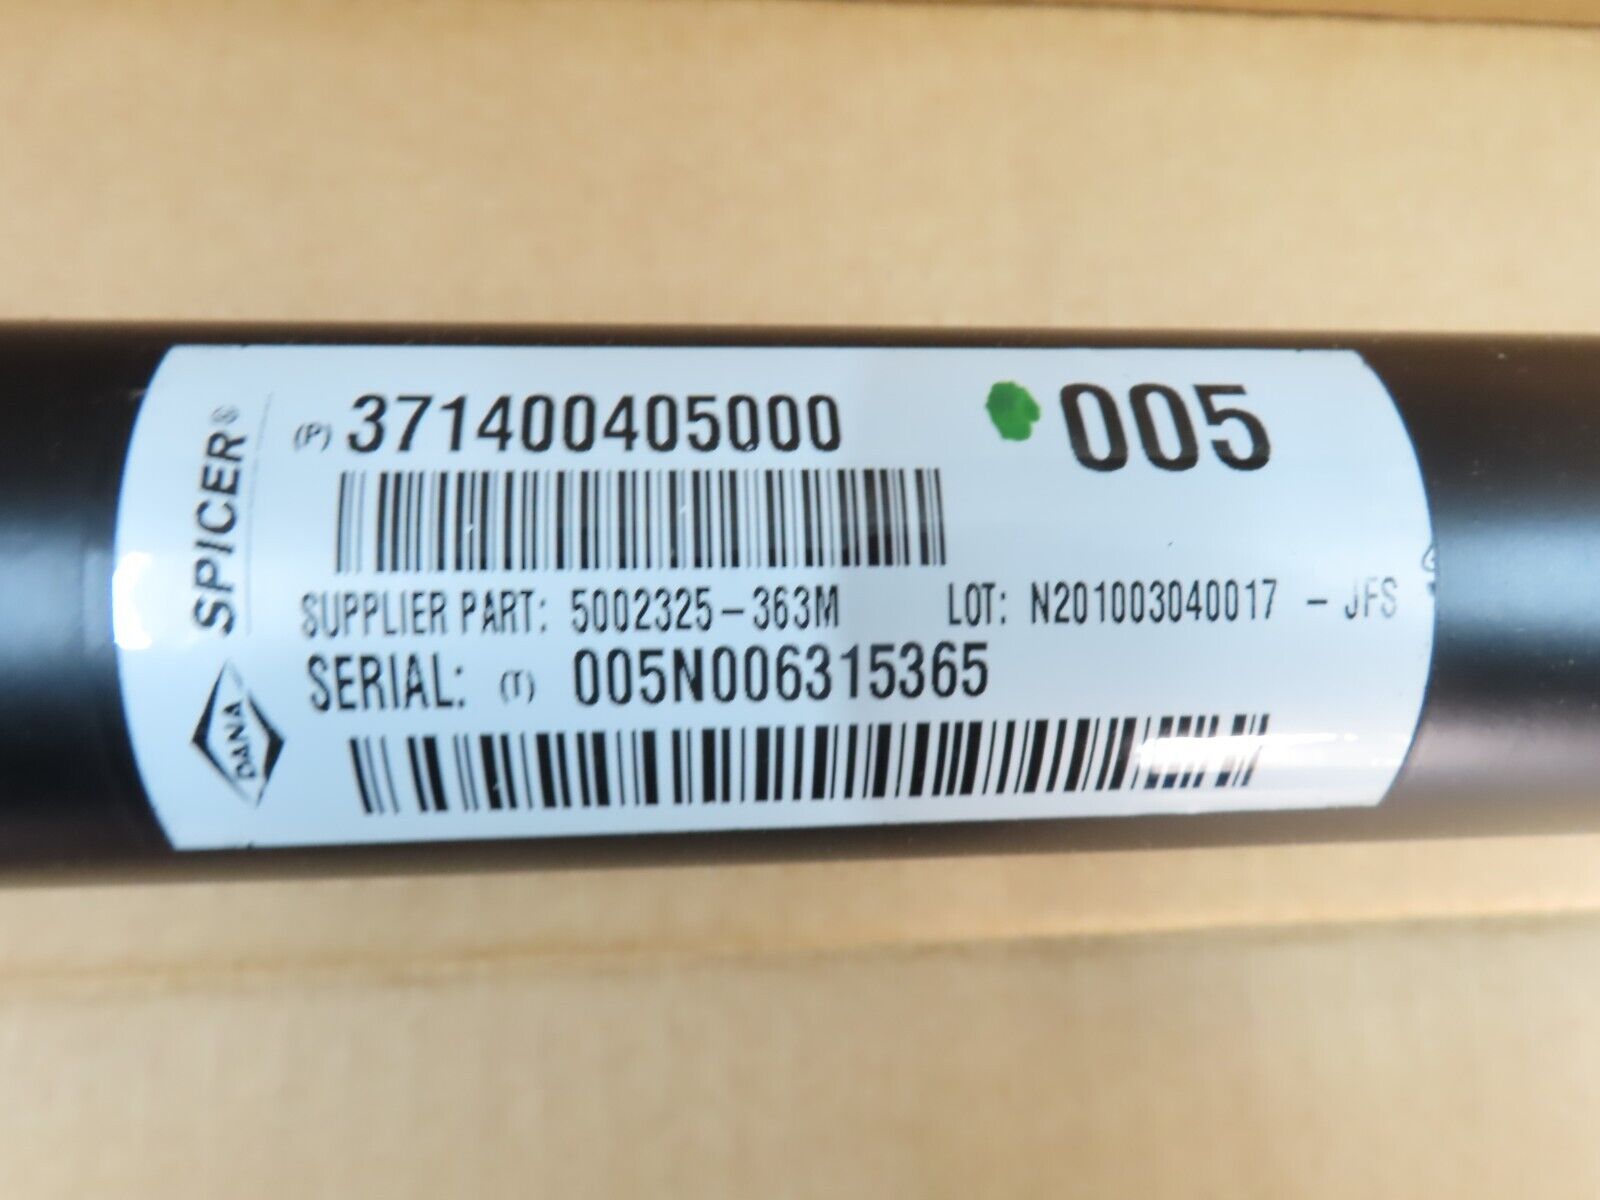 SPICER®
DANA
(P) 371400405000
005
SUPPLIER PART: 5002325-363M LOT: N201003040017 - JFS
SERIAL: (T) 005N006315365